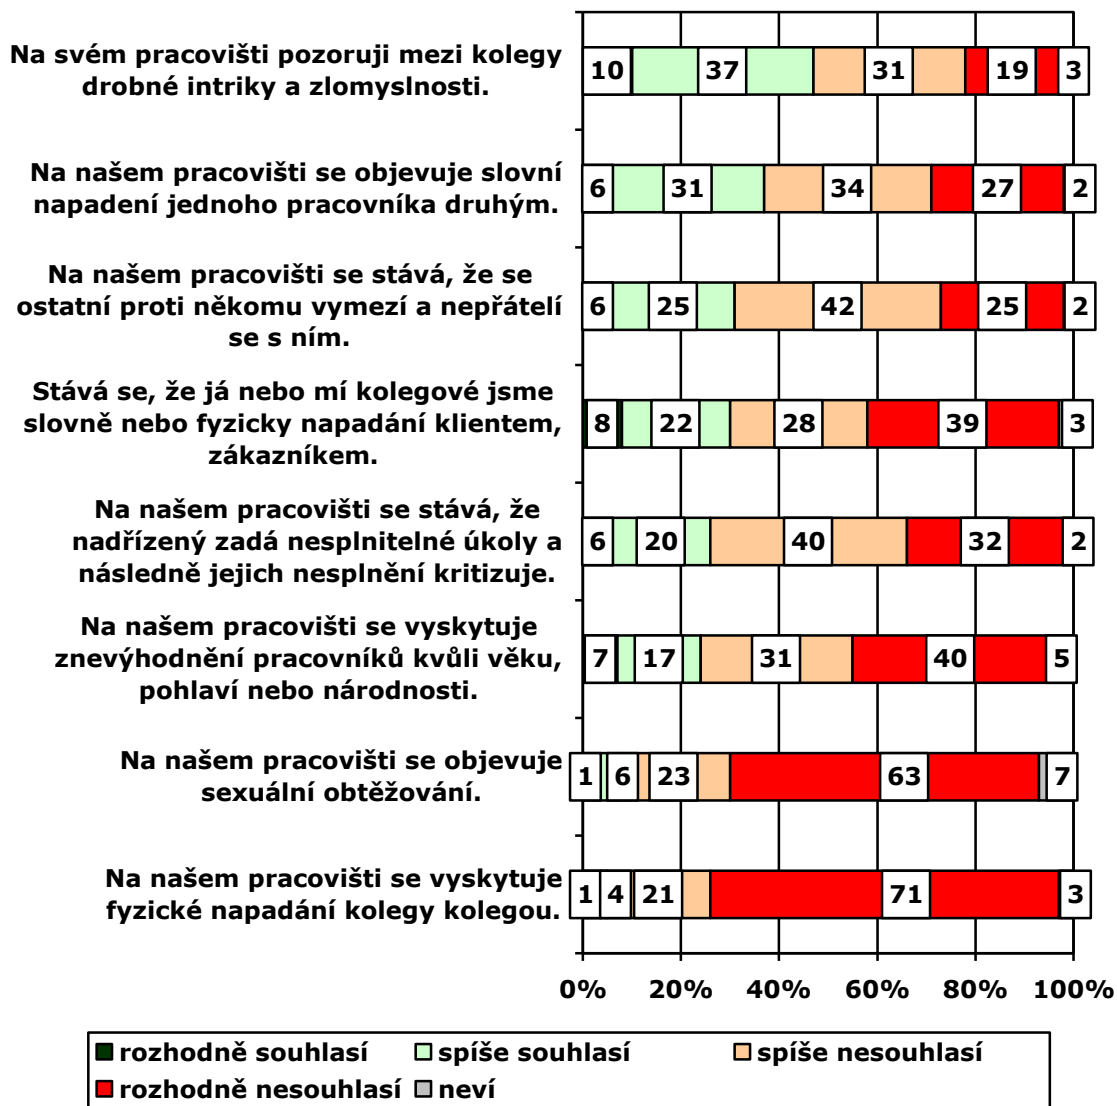 Na svém pracovišti pozoruji mezi kolegy
drobné intriky a zlomyslnosti.
10 37 31 19 3
Na našem pracovišti se objevuje slovní
napadení jednoho pracovníka druhým.
6 31 34 27 2
Na našem pracovišti se stává, že se
ostatní proti někomu vymezí a nepřátelí
se s ním.
6 25 42 25 2
Stává se, že já nebo mí kolegové jsme
slovně nebo fyzicky napadání klientem,
zákazníkem.
8 22 28 39 3
Na našem pracovišti se stává, že
nadřízený zadá nesplnitelné úkoly a
následně jejich nesplnění kritizuje.
6 20 40 32 2
Na našem pracovišti se vyskytuje
znevýhodnění pracovníků kvůli věku,
pohlaví nebo národnosti.
7 17 31 40 5
Na našem pracovišti se objevuje
sexuální obtěžování.
1 6 23 63 7
Na našem pracovišti se vyskytuje
fyzické napadání kolegy kolegou.
1 4 21 71 3
0% 20% 40% 60% 80% 100%
rozhodně souhlasí spíše souhlasí spíše nesouhlasí
rozhodně nesouhlasí neví